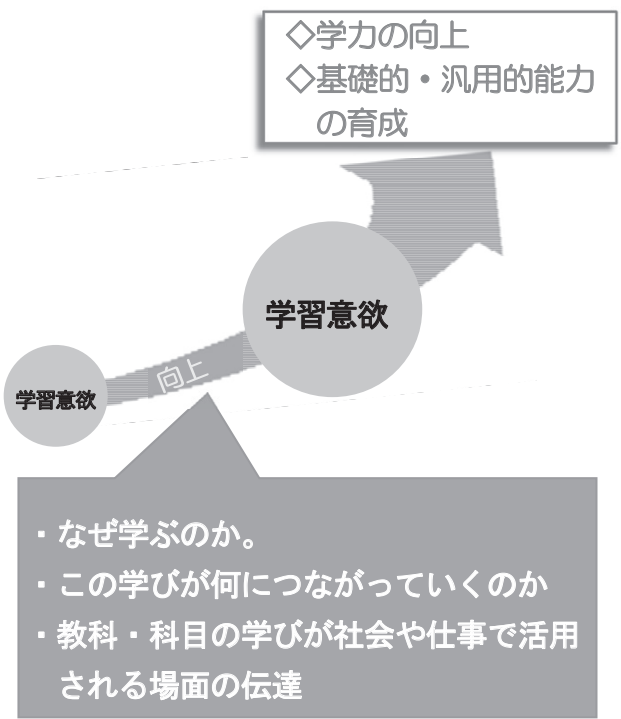 ◇学力の向上
◇基礎的・汎用的能力
の育成
学習意欲
向上
学習意欲
・なぜ学ぶのか。
・この学びが何につながっていくのか
・教科・科目の学びが社会や仕事で活用
される場面の伝達